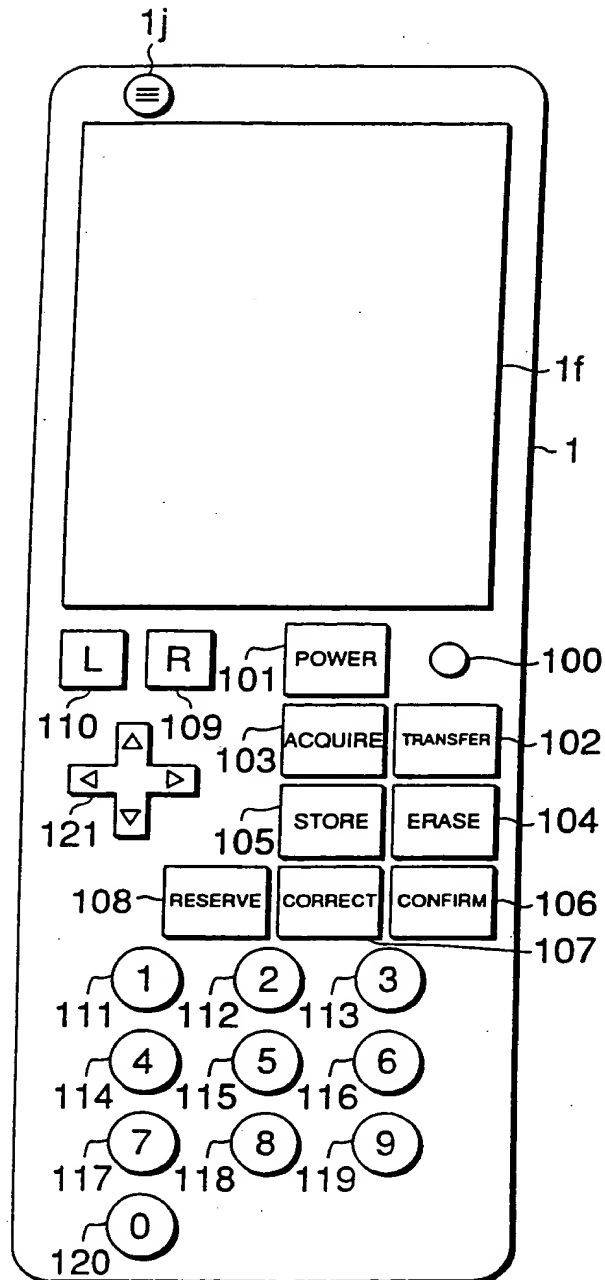 1j
1f
1
L R POWER 100
110 109 101
ACQUIRE TRANSFER 102
103
121 STORE ERASE 104
105
108 RESERVE CORRECT CONFIRM 106
107
1 2 3
111 112 113
4 5 6
114 115 116
7 8 9
117 118 119
0
120